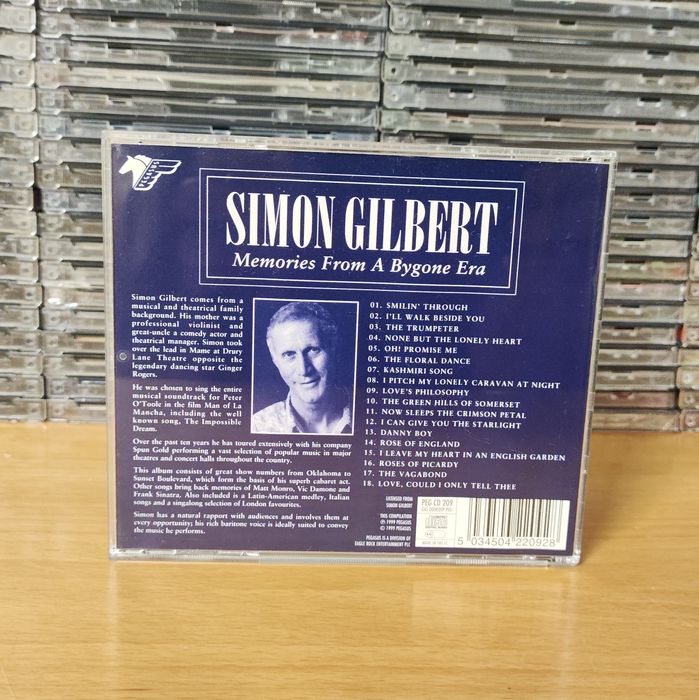 PEGASUS
SIMON GILBERT
Memories From A Bygone Era
Simon Gilbert comes from a
musical and theatrical family
background. His mother was a
professional violinist and
great-uncle a comedy actor and
theatrical manager. Simon took
over the lead in Mame at Drury
Lane Theatre opposite the
legendary dancing star Ginger
Rogers.
He was chosen to sing the entire
musical soundtrack for Peter
O'Toole in the film Man of La
Mancha, including the well
known song, The Impossible
Dream.
Over the past ten years he has toured extensively with his company
Spun Gold performing a vast selection of popular music in major
theatres and concert halls throughout the country.
This album consists of great show numbers from Oklahoma to
Sunset Boulevard, which form the basis of his superb cabaret act.
Other songs bring back memories of Matt Monro, Vic Damone and
Frank Sinatra. Also included is a Latin-American medley, Italian
songs and a singalong selection of London favourites.
Simon has a natural rapport with audiences and involves them at
every opportunity; his rich baritone voice is ideally suited to convey
the music he performs.
01. SMILIN' THROUGH
02. I'LL WALK BESIDE YOU
03. THE TRUMPETER
04. NONE BUT THE LONELY HEART
05. OH! PROMISE ME
06. THE FLORAL DANCE
07. KASHMIRI SONG
08. I PITCH MY LONELY CARAVAN AT NIGHT
09. LOVE'S PHILOSOPHY
10. THE GREEN HILLS OF SOMERSET
11. NOW SLEEPS THE CRIMSON PETAL
12. I CAN GIVE YOU THE STARLIGHT
13. DANNY BOY
14. ROSE OF ENGLAND
15. I LEAVE MY HEART IN AN ENGLISH GARDEN
16. ROSES OF PICARDY
17. THE VAGABOND
18. LOVE, COULD I ONLY TELL THEE
LICENSED FROM
SIMON GILBERT
THIS COMPILATION
℗ 1999 PEGASUS
© 1999 PEGASUS
PEGASUS IS A DIVISION OF
EAGLE ROCK ENTERTAINMENT PLC
PEG CD 209
5 034504 220928